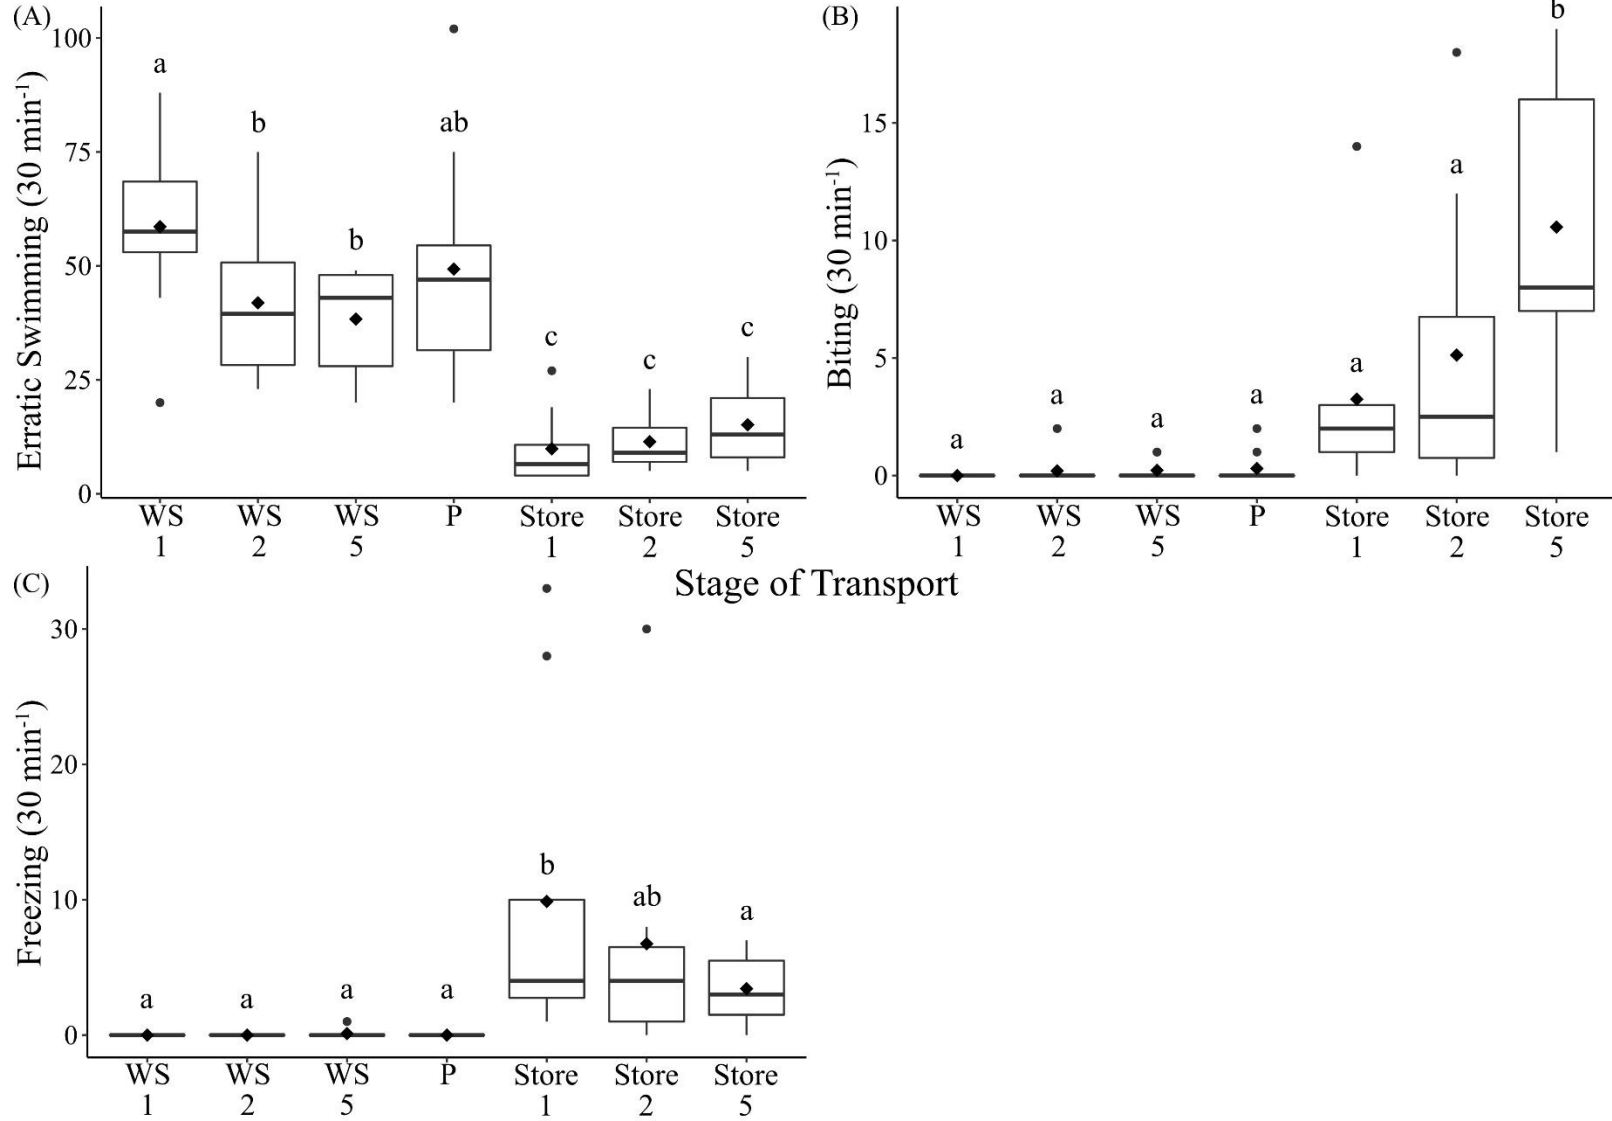 (A)
Erratic Swimming (30 min⁻¹)
100
75
50
25
0
a
b
b
ab
c
c
c
WS WS WS P Store Store Store
1 2 5 1 2 5
(B)
Biting (30 min⁻¹)
15
10
5
0
a
a
a
a
a
a
b
WS WS WS P Store Store Store
1 2 5 1 2 5
Stage of Transport
(C)
Freezing (30 min⁻¹)
30
20
10
0
a
a
a
a
b
ab
a
WS WS WS P Store Store Store
1 2 5 1 2 5